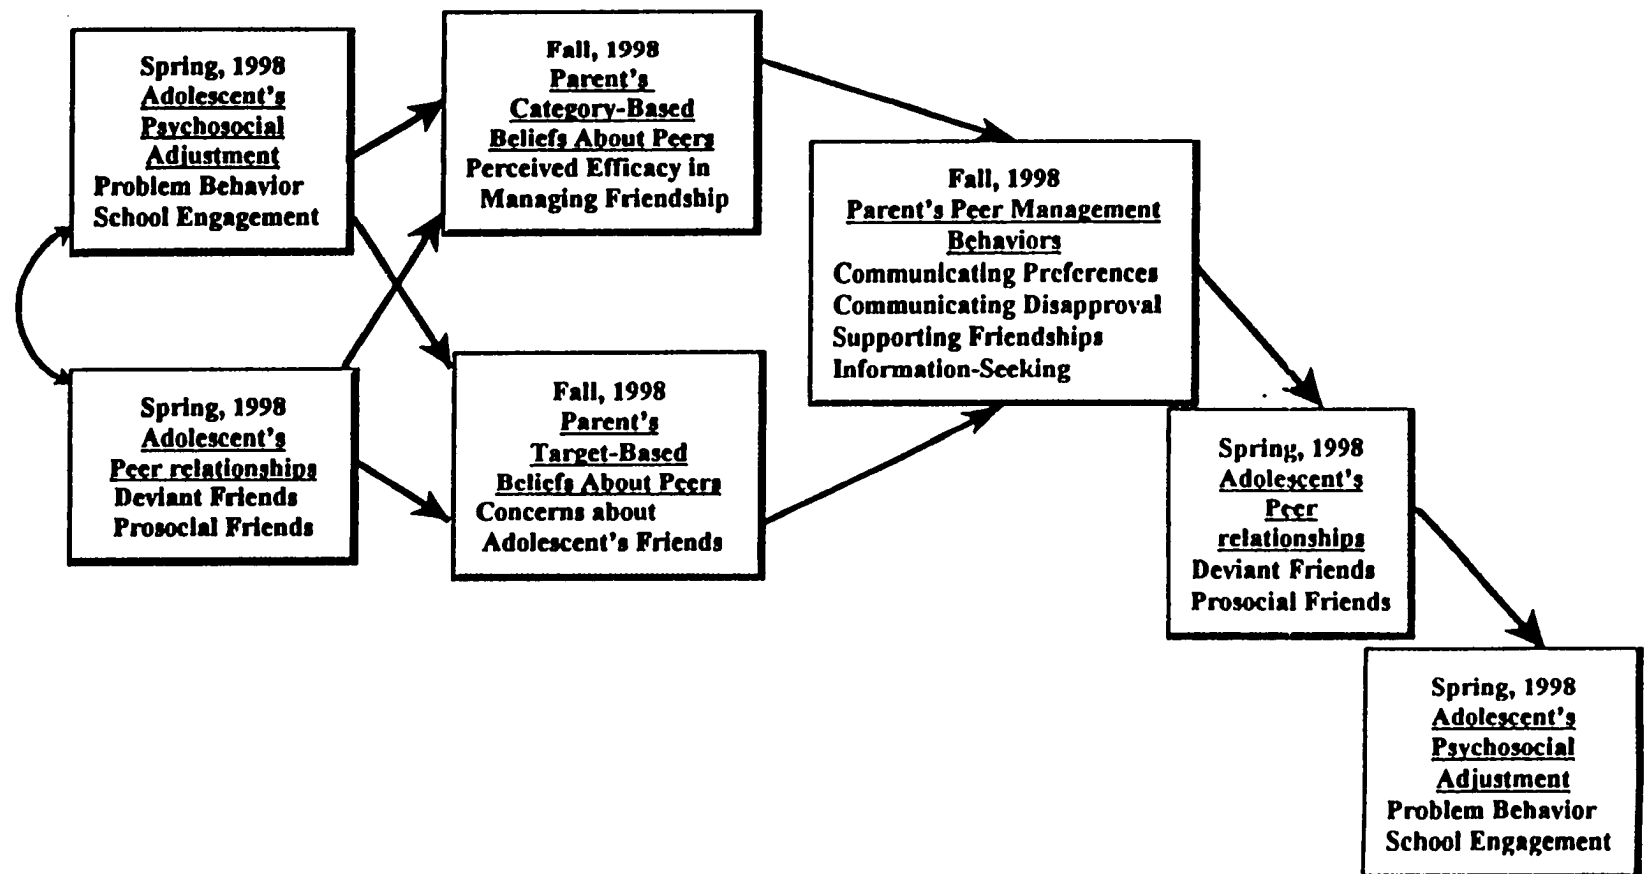 Spring, 1998
Adolescent's
Psychosocial
Adjustment
Problem Behavior
School Engagement
Spring, 1998
Adolescent's
Peer relationships
Deviant Friends
Prosocial Friends
Fall, 1998
Parent's
Category-Based
Beliefs About Peers
Perceived Efficacy in
Managing Friendship
Fall, 1998
Parent's
Target-Based
Beliefs About Peers
Concerns about
Adolescent's Friends
Fall, 1998
Parent's Peer Management
Behaviors
Communicating Preferences
Communicating Disapproval
Supporting Friendships
Information-Seeking
Spring, 1998
Adolescent's
Peer
relationships
Deviant Friends
Prosocial Friends
Spring, 1998
Adolescent's
Psychosocial
Adjustment
Problem Behavior
School Engagement